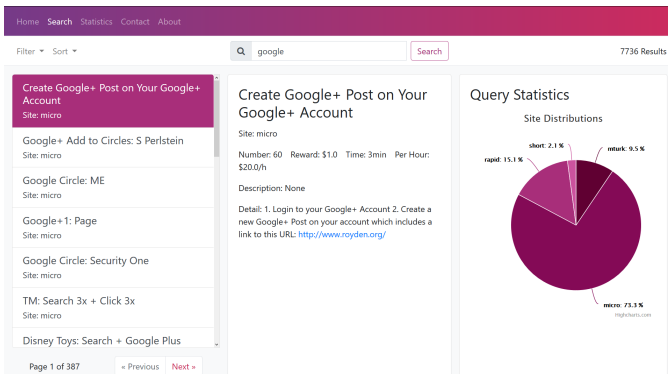 Home Search Statistics Contact About
Filter Sort
google
Search
7736 Results
Create Google+ Post on Your Google+
Account
Site: micro
Google+ Add to Circles: S Perlstein
Site: micro
Google Circle: ME
Site: micro
Google+1: Page
Site: micro
Google Circle: Security One
Site: micro
TM: Search 3x + Click 3x
Site: micro
Disney Toys: Search + Google Plus
Page 1 of 387
« Previous Next »
Create Google+ Post on Your
Google+ Account
Site: micro
Number: 60 Reward: $1.0 Time: 3min Per Hour:
$20.0/h
Description: None
Detail: 1. Login to your Google+ Account 2. Create a
new Google+ Post on your account which includes a
link to this URL: http://www.royden.org/
Query Statistics
Site Distributions
short: 2.1 %
mturk: 9.5 %
rapid: 15.1 %
micro: 73.3 %
Highcharts.com